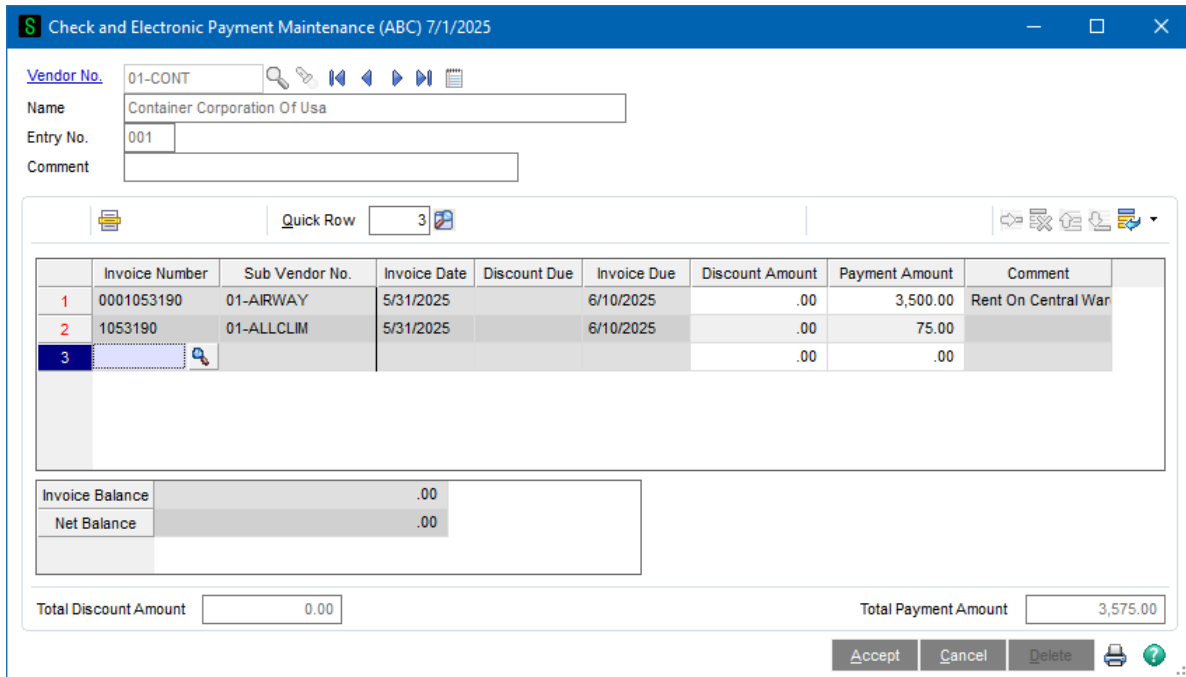 S Check and Electronic Payment Maintenance (ABC) 7/1/2025
Vendor No. 01-CONT
Name Container Corporation Of Usa
Entry No. 001
Comment
Quick Row 3
Invoice Number Sub Vendor No. Invoice Date Discount Due Invoice Due Discount Amount Payment Amount Comment
1 0001053190 01-AIRWAY 5/31/2025 6/10/2025 .00 3,500.00 Rent On Central War
2 1053190 01-ALLCLIM 5/31/2025 6/10/2025 .00 75.00
3 .00 .00
Invoice Balance .00
Net Balance .00
Total Discount Amount 0.00 Total Payment Amount 3,575.00
Accept Cancel Delete ?